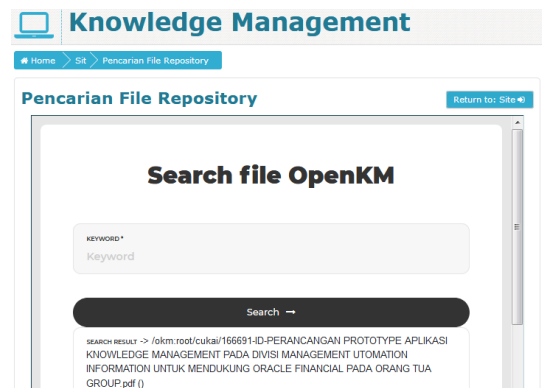 Knowledge Management
Home Sit Pencarian File Repository
Pencarian File Repository
Return to: Site
Search file OpenKM
KEYWORD *
Keyword
Search →
SEARCH RESULT -> /okm:root/cukai/166691-ID-PERANCANGAN PROTOTYPE APLIKASI
KNOWLEDGE MANAGEMENT PADA DIVISI MANAGEMENT UTOMATION
INFORMATION UNTUK MENDUKUNG ORACLE FINANCIAL PADA ORANG TUA
GROUP.pdf ()